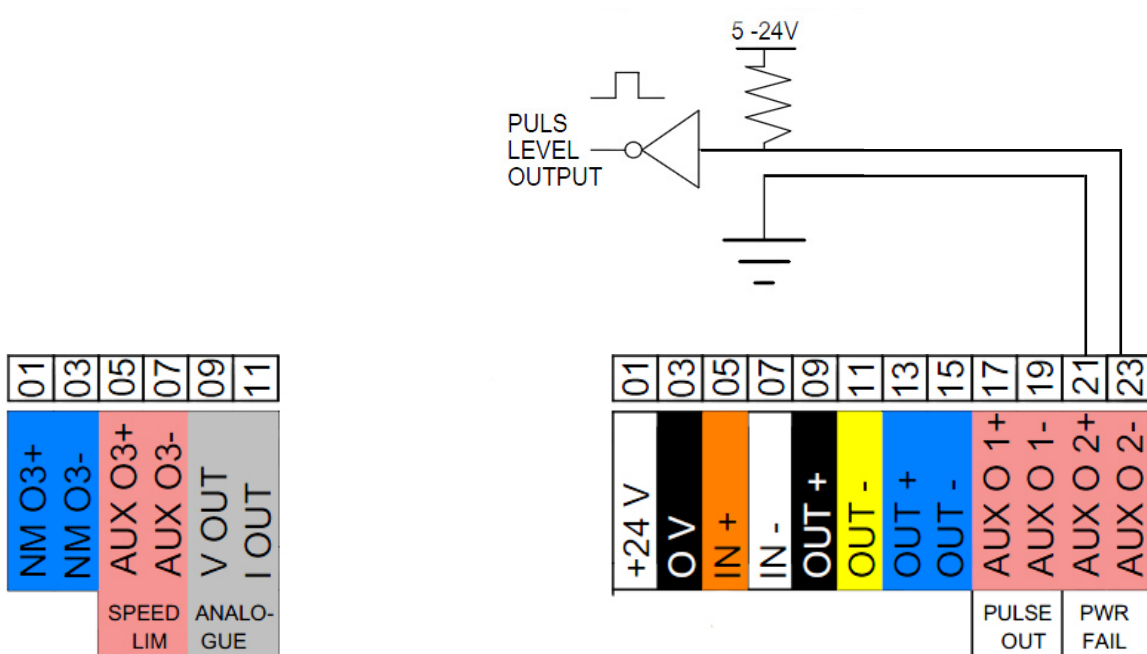 5 -24V
PULS
LEVEL
OUTPUT
01
03
05
07
09
11
NM O3+
NM O3-
AUX O3+
AUX O3-
V OUT
I OUT
SPEED
LIM
ANALO-
GUE
01
03
05
07
09
11
13
15
17
19
21
23
+24 V
O V
IN +
IN -
OUT +
OUT -
OUT +
OUT -
AUX O 1+
AUX O 1-
AUX O 2+
AUX O 2-
PULSE
OUT
PWR
FAIL